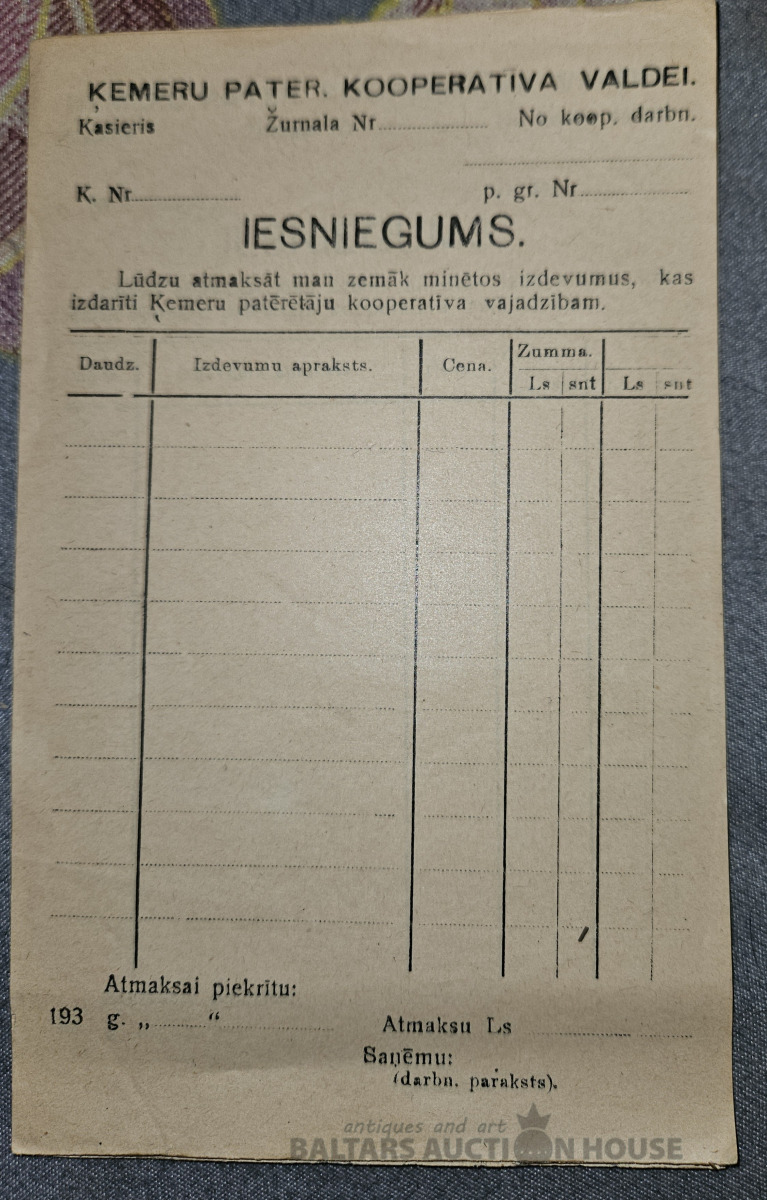 ĶEMERU PATER. KOOPERATĪVA VALDEI.
Kasieris Žurnala Nr. No koop. darbn.
K. Nr. p. gr. Nr.
IESNIEGUMS.
Lūdzu atmaksāt man zemāk minētos izdevumus, kas
izdarīti Ķemeru patērētāju kooperatīva vajadzībam.
Daudz. Izdevumu apraksts. Cena. Zumma.
Ls snt Ls snt
Atmaksai piekrītu:
193 g. „ “ Atmaksu Ls
Saņēmu:
(darbn. paraksts).
antiques and art
BALTARS AUCTION HOUSE